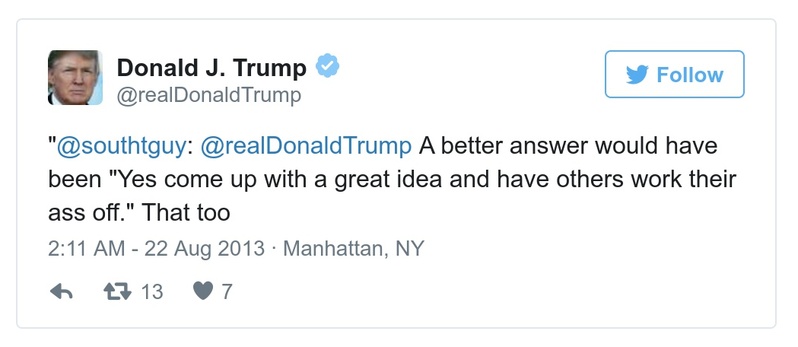 Donald J. Trump
@realDonaldTrump
Follow
"@southtguy: @realDonaldTrump A better answer would have
been "Yes come up with a great idea and have others work their
ass off." That too
2:11 AM - 22 Aug 2013 · Manhattan, NY
13 7